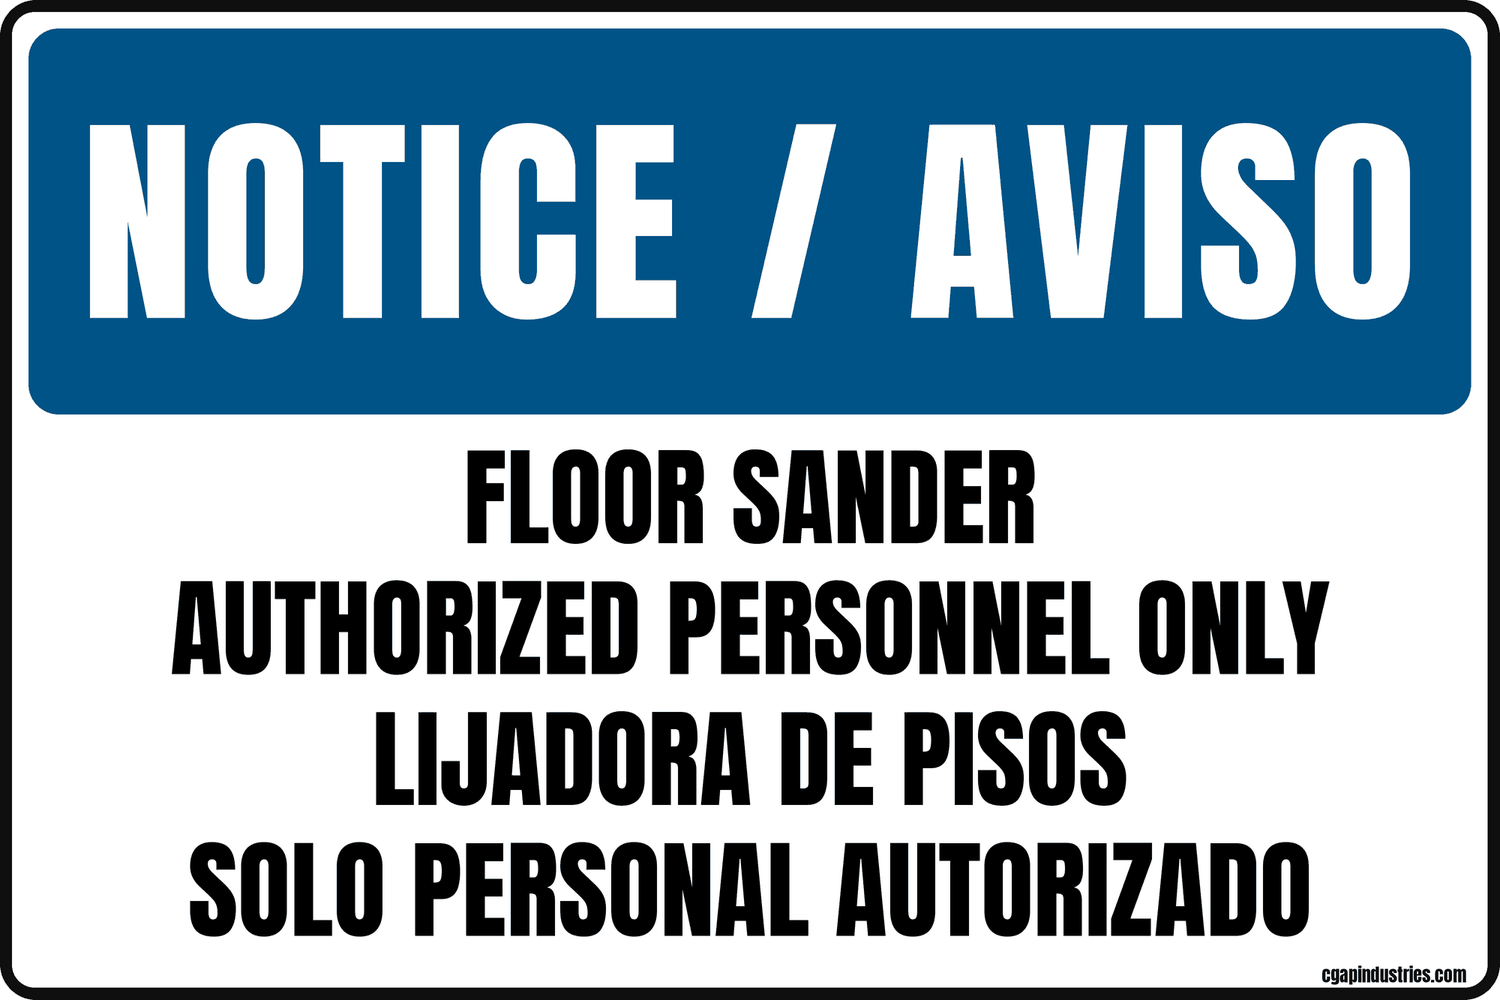 NOTICE / AVISO
FLOOR SANDER
AUTHORIZED PERSONNEL ONLY
LIJADORA DE PISOS
SOLO PERSONAL AUTORIZADO
cgapindustries.com